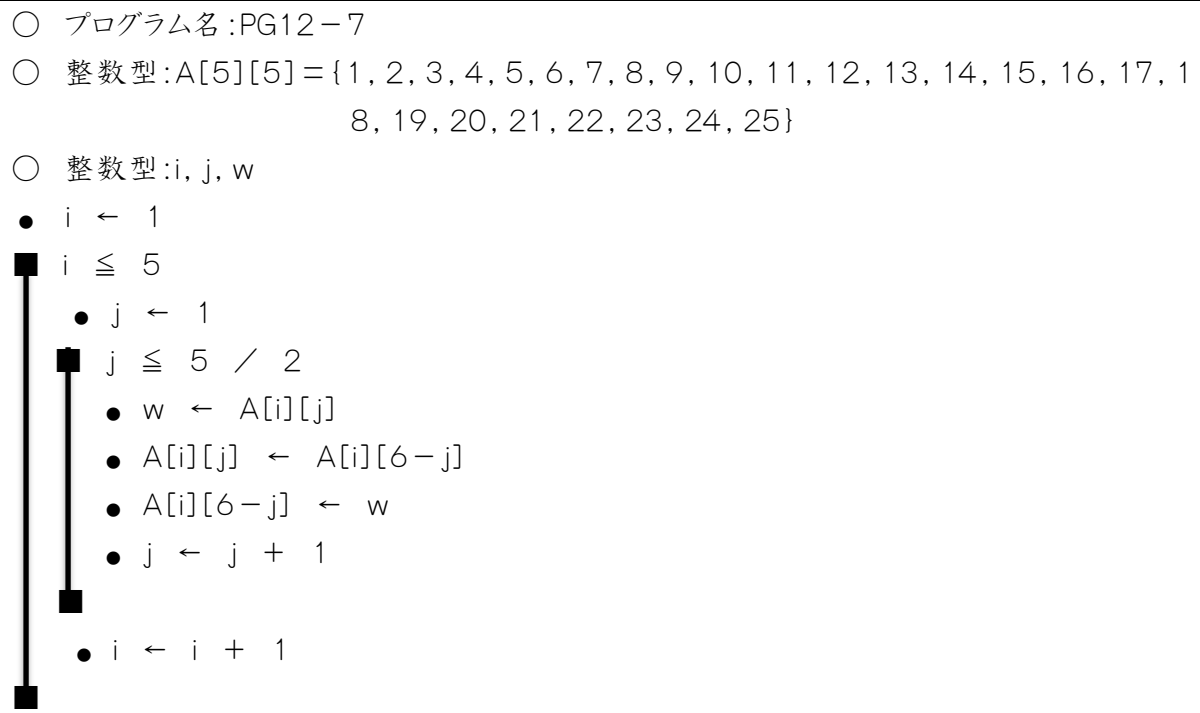 ○ プログラム名:PG12-7
○ 整数型:A[5][5]={1,2,3,4,5,6,7,8,9,10,11,12,13,14,15,16,17,1
8,19,20,21,22,23,24,25}
○ 整数型:i,j,w
● i ← 1
■ i ≦ 5
● j ← 1
■ j ≦ 5 / 2
● w ← A[i][j]
● A[i][j] ← A[i][6-j]
● A[i][6-j] ← w
● j ← j + 1
● i ← i + 1